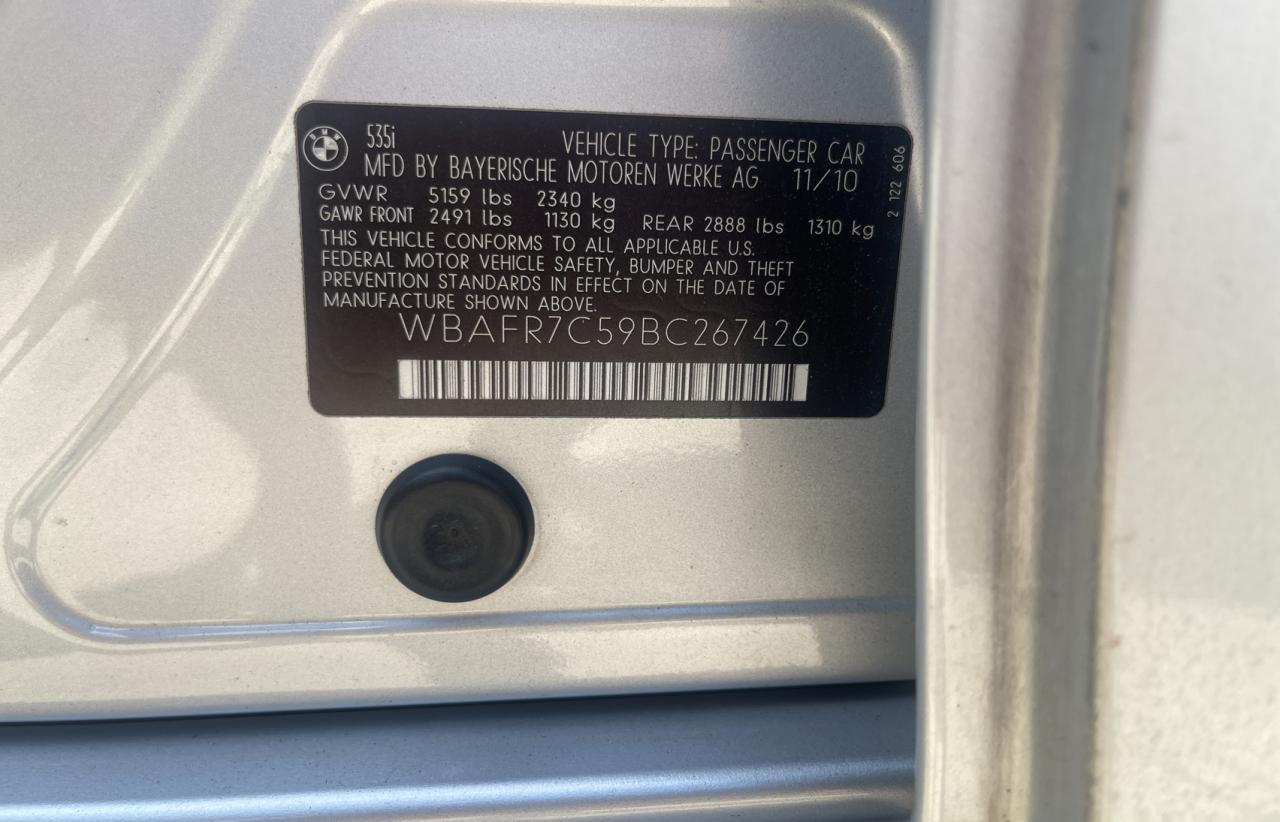 BMW
535i
VEHICLE TYPE: PASSENGER CAR
MFD BY BAYERISCHE MOTOREN WERKE AG 11/10
GVWR 5159 lbs 2340 kg
GAWR FRONT 2491 lbs 1130 kg REAR 2888 lbs 1310 kg
THIS VEHICLE CONFORMS TO ALL APPLICABLE U.S.
FEDERAL MOTOR VEHICLE SAFETY, BUMPER AND THEFT
PREVENTION STANDARDS IN EFFECT ON THE DATE OF
MANUFACTURE SHOWN ABOVE.
WBAFR7C59BC267426
2 122 606